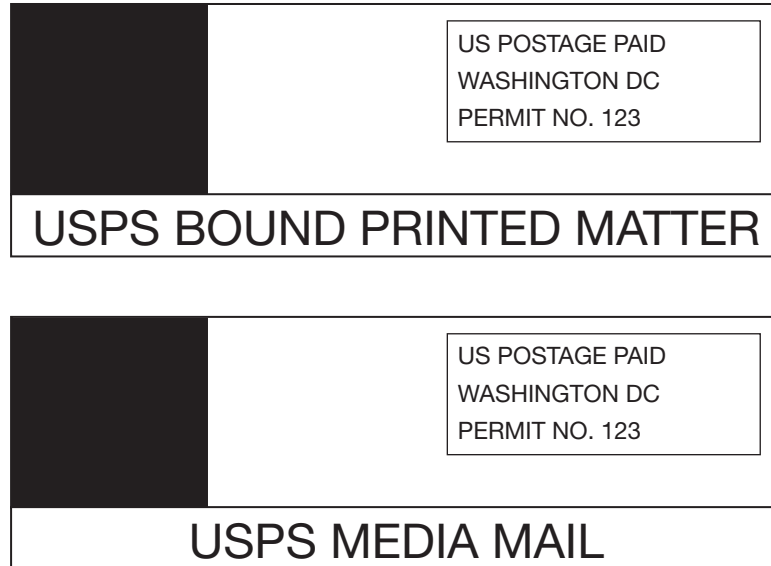 US POSTAGE PAID
WASHINGTON DC
PERMIT NO. 123
USPS BOUND PRINTED MATTER
US POSTAGE PAID
WASHINGTON DC
PERMIT NO. 123
USPS MEDIA MAIL